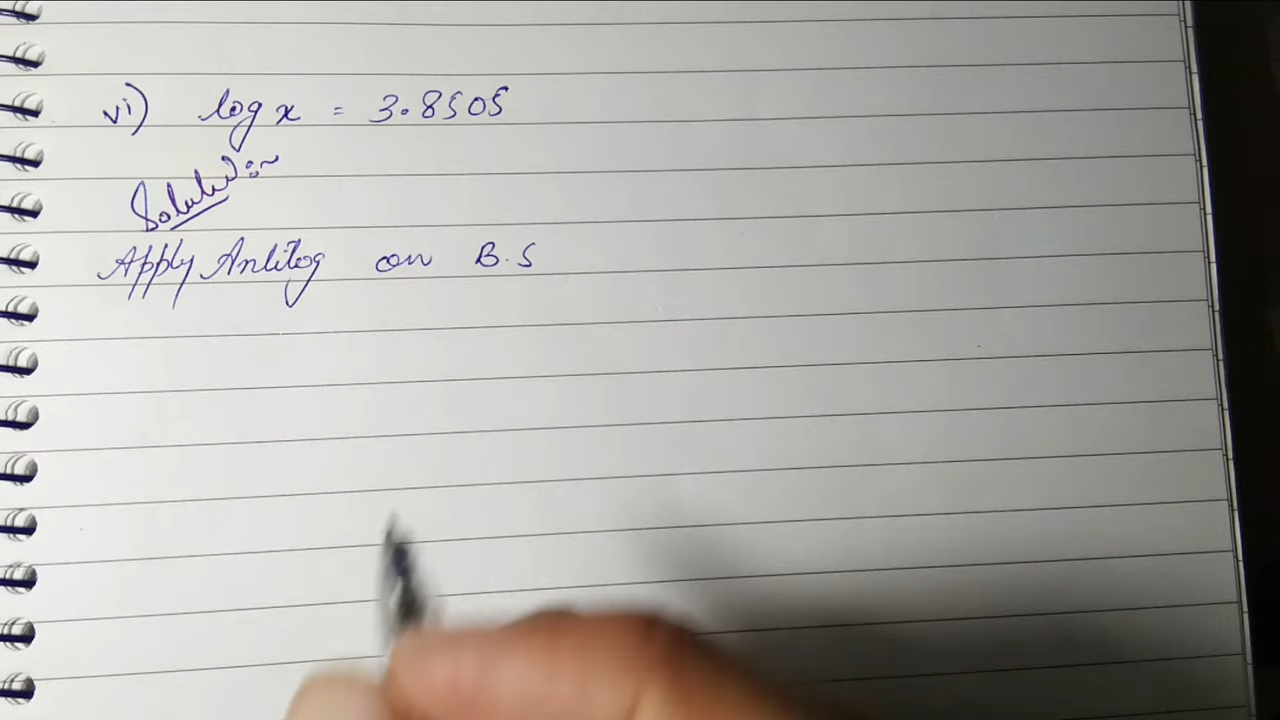 vi) log x = 3.8505
Solution:~
Apply Antilog on B.S